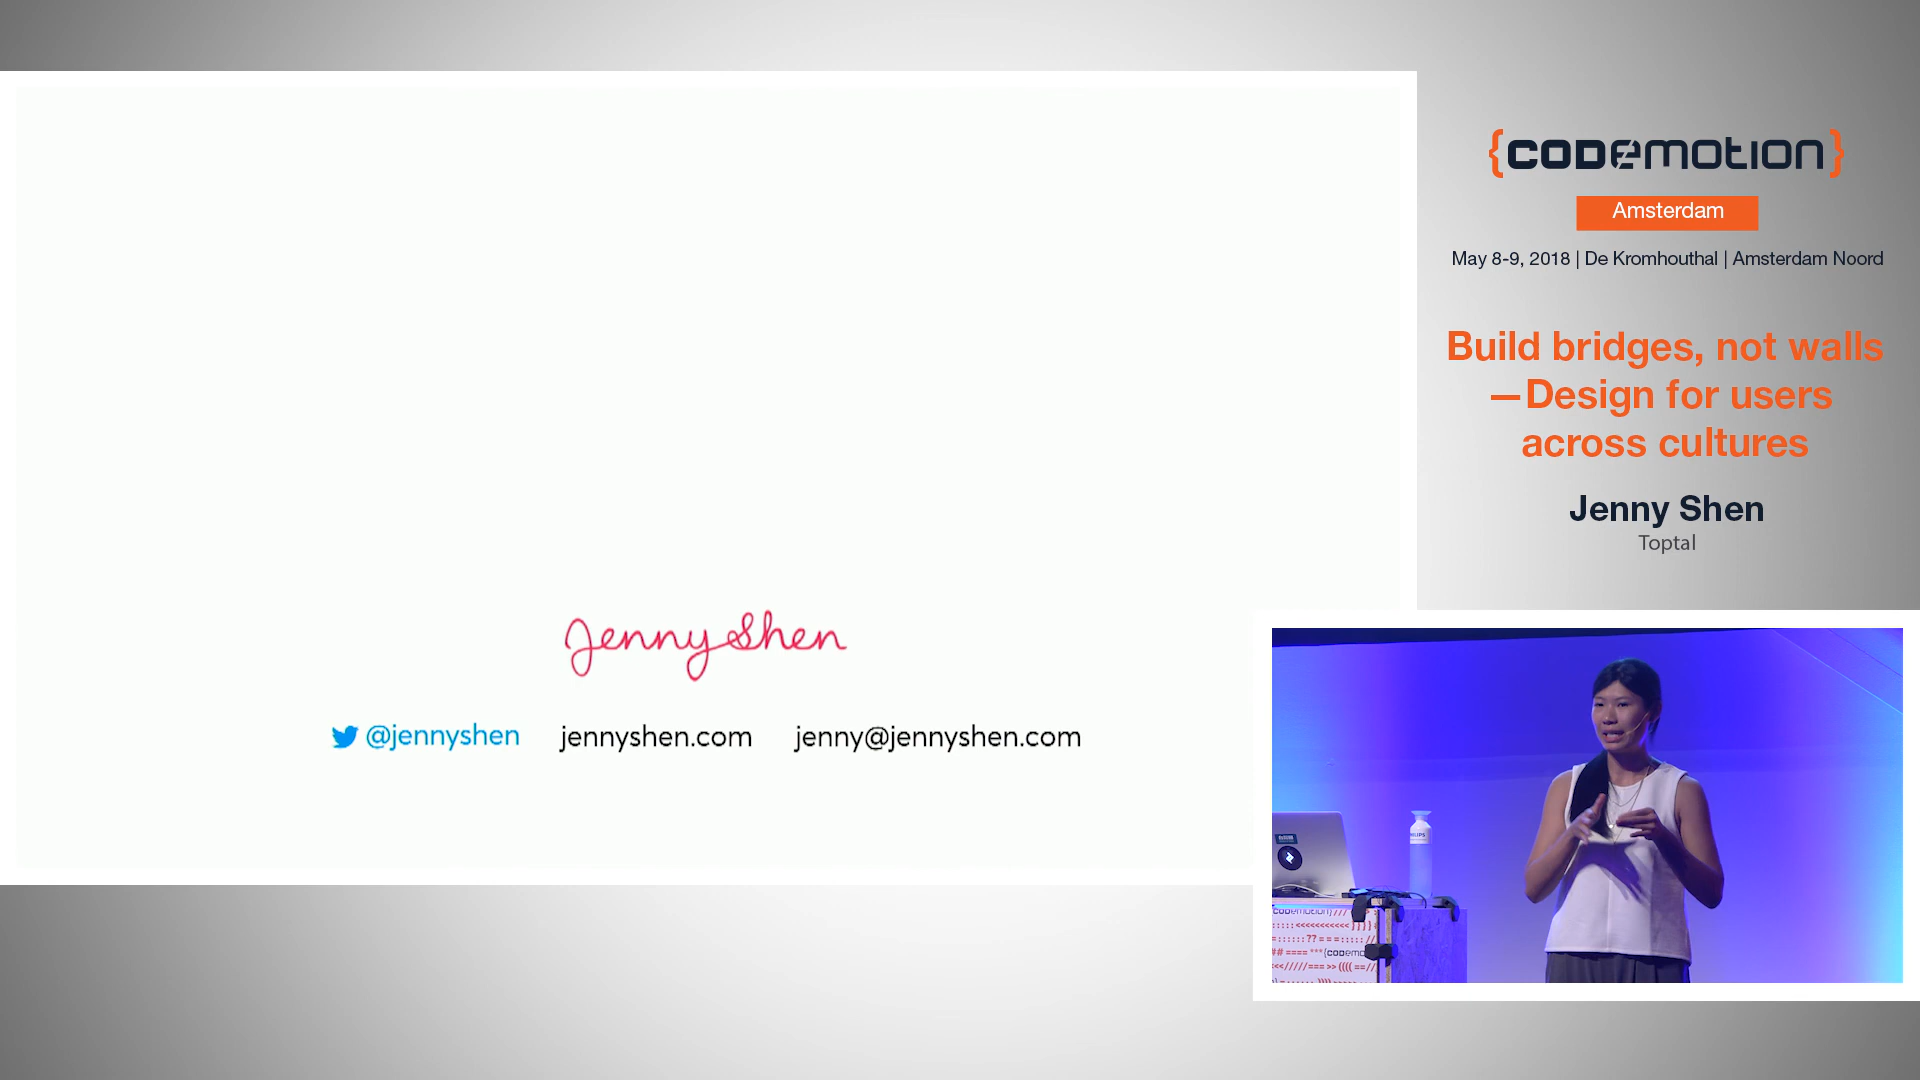 {CODEMOTION}
Amsterdam
May 8-9, 2018 | De Kromhouthal | Amsterdam Noord
Build bridges, not walls
—Design for users
across cultures
Jenny Shen
Toptal
Jenny Shen
@jennyshen jennyshen.com jenny@jennyshen.com